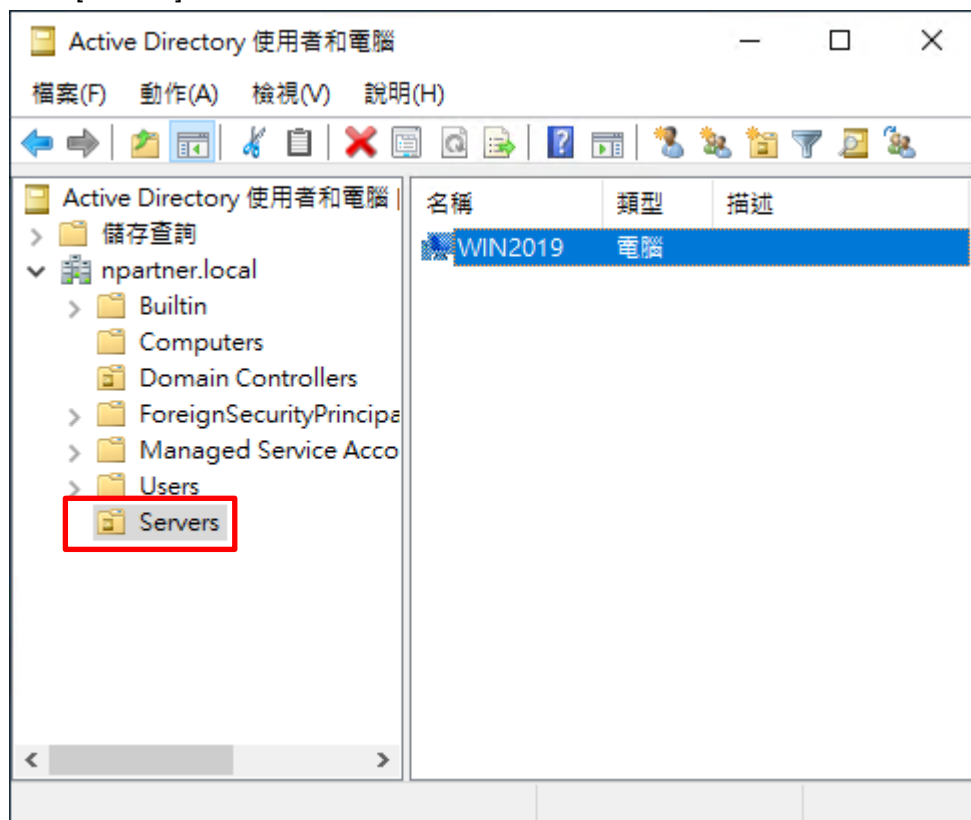 Active Directory 使用者和電腦
檔案(F) 動作(A) 檢視(V) 說明(H)
Active Directory 使用者和電腦 [
儲存查詢
npartner.local
Builtin
Computers
Domain Controllers
ForeignSecurityPrincipa
Managed Service Acco
Users
Servers
名稱 類型 描述
WIN2019 電腦